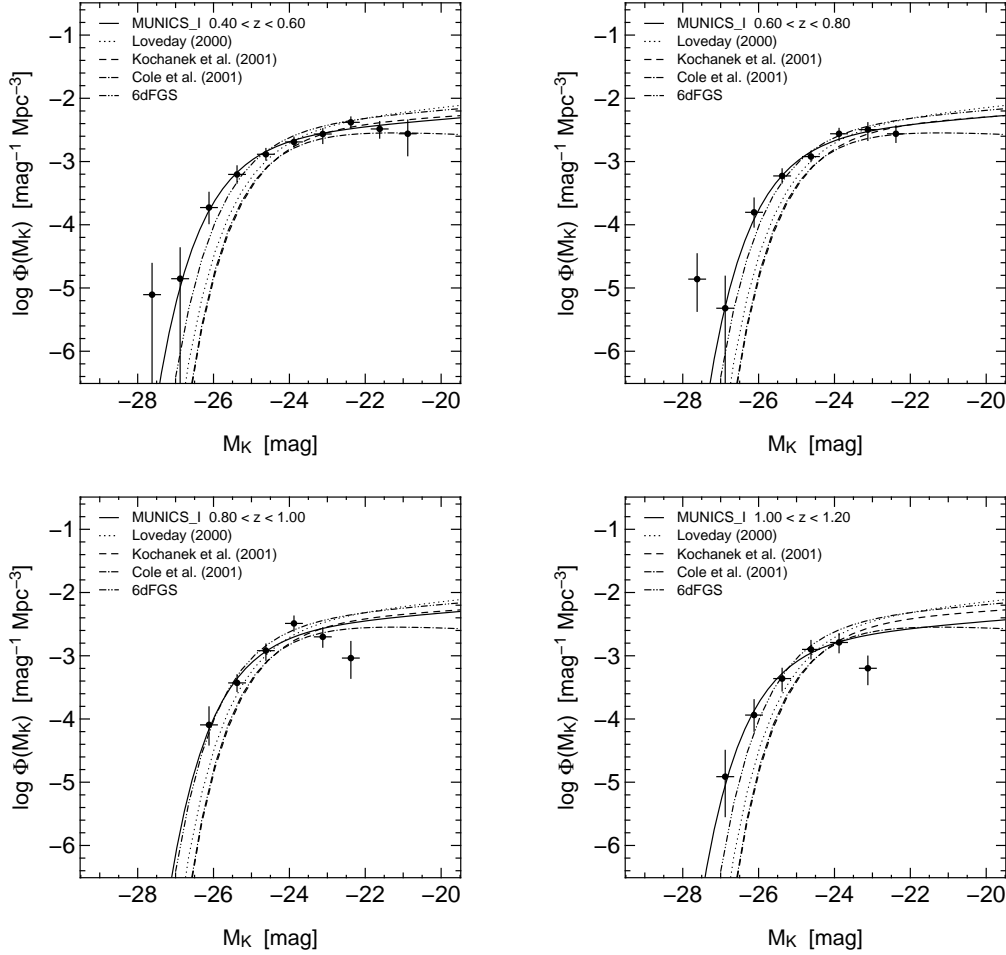 MUNICS_I 0.40 < z < 0.60
Loveday (2000)
Kochanek et al. (2001)
Cole et al. (2001)
6dFGS
−1
−2
−3
−4
−5
−6
log Φ(MK) [mag−1 Mpc−3]
−28 −26 −24 −22 −20
MK [mag]
MUNICS_I 0.60 < z < 0.80
Loveday (2000)
Kochanek et al. (2001)
Cole et al. (2001)
6dFGS
−1
−2
−3
−4
−5
−6
log Φ(MK) [mag−1 Mpc−3]
−28 −26 −24 −22 −20
MK [mag]
MUNICS_I 0.80 < z < 1.00
Loveday (2000)
Kochanek et al. (2001)
Cole et al. (2001)
6dFGS
−1
−2
−3
−4
−5
−6
log Φ(MK) [mag−1 Mpc−3]
−28 −26 −24 −22 −20
MK [mag]
MUNICS_I 1.00 < z < 1.20
Loveday (2000)
Kochanek et al. (2001)
Cole et al. (2001)
6dFGS
−1
−2
−3
−4
−5
−6
log Φ(MK) [mag−1 Mpc−3]
−28 −26 −24 −22 −20
MK [mag]